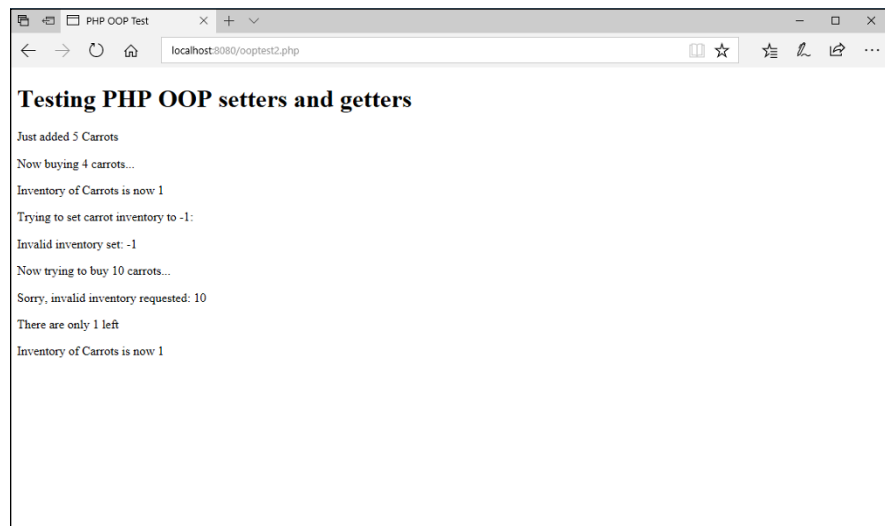 PHP OOP Test
localhost:8080/ooptest2.php
Testing PHP OOP setters and getters
Just added 5 Carrots
Now buying 4 carrots...
Inventory of Carrots is now 1
Trying to set carrot inventory to -1:
Invalid inventory set: -1
Now trying to buy 10 carrots...
Sorry, invalid inventory requested: 10
There are only 1 left
Inventory of Carrots is now 1